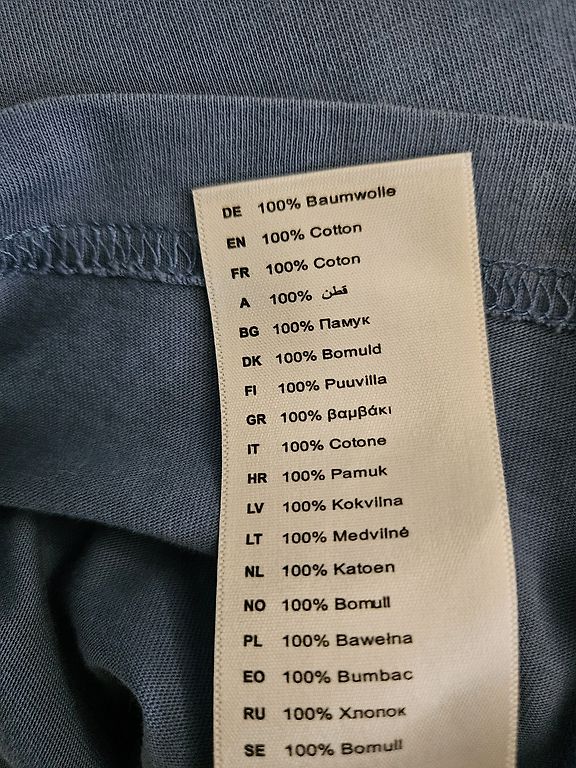 DE 100% Baumwolle
EN 100% Cotton
FR 100% Coton
A 100% قطن
BG 100% Памук
DK 100% Bomuld
FI 100% Puuvilla
GR 100% βαμβάκι
IT 100% Cotone
HR 100% Pamuk
LV 100% Kokvilna
LT 100% Medvilné
NL 100% Katoen
NO 100% Bomull
PL 100% Bawełna
EO 100% Bumbac
RU 100% Хлопок
SE 100% Bomull